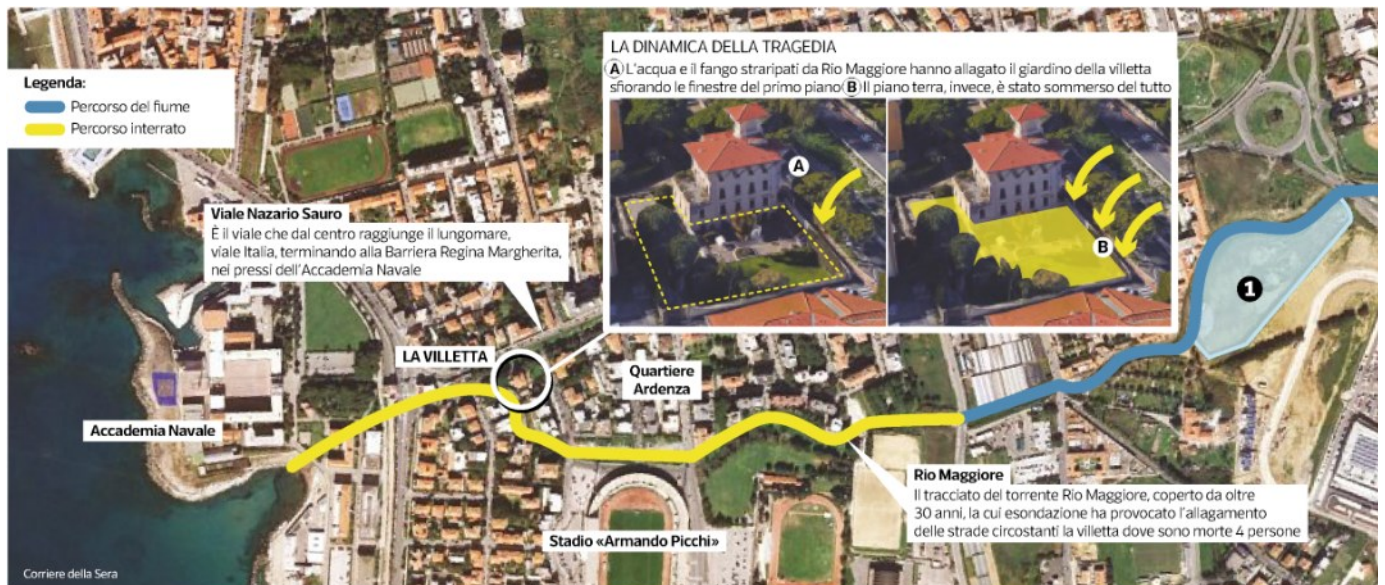 Legenda:
Percorso del fiume
Percorso interrato
LA DINAMICA DELLA TRAGEDIA
A L'acqua e il fango straripati da Rio Maggiore hanno allagato il giardino della villetta
sfiorando le finestre del primo piano B Il piano terra, invece, è stato sommerso del tutto
A
B
Viale Nazario Sauro
È il viale che dal centro raggiunge il lungomare,
viale Italia, terminando alla Barriera Regina Margherita,
nei pressi dell'Accademia Navale
1
LA VILLETTA
Quartiere
Ardenza
Accademia Navale
Rio Maggiore
Il tracciato del torrente Rio Maggiore, coperto da oltre
30 anni, la cui esondazione ha provocato l'allagamento
delle strade circostanti la villetta dove sono morte 4 persone
Stadio «Armando Picchi»
Corriere della Sera